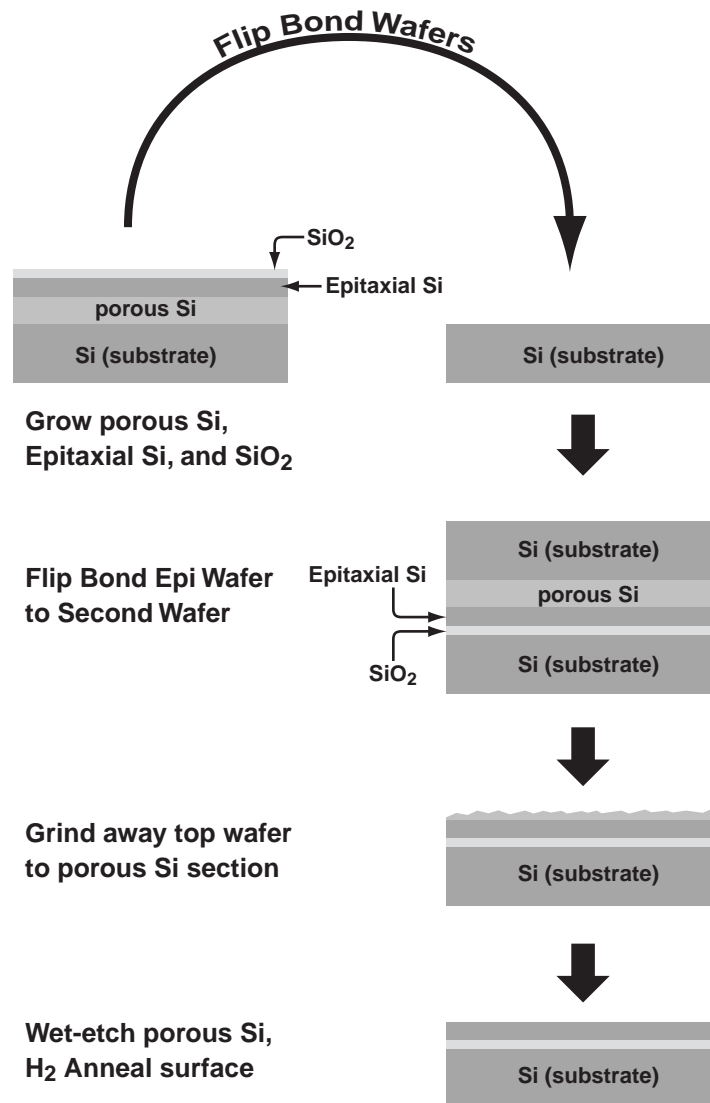 Flip Bond Wafers
SiO2
Epitaxial Si
porous Si
Si (substrate)
Si (substrate)
Grow porous Si,
Epitaxial Si, and SiO2
Si (substrate)
Flip Bond Epi Wafer
to Second Wafer
Epitaxial Si
porous Si
SiO2
Si (substrate)
Grind away top wafer
to porous Si section
Si (substrate)
Wet-etch porous Si,
H2 Anneal surface
Si (substrate)